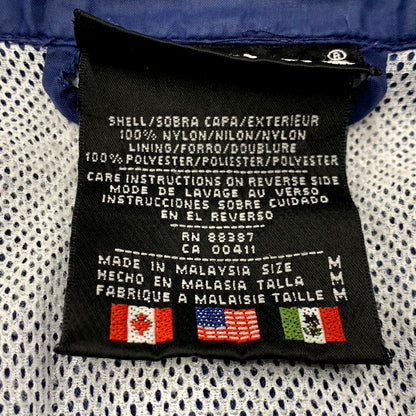 ®
SHELL/SOBRA CAPA/EXTERIEUR
100% NYLON/NILON/NYLON
LINING/FORRO/DOUBLURE
100% POLYESTER/POLIESTER/POLYESTER
CARE INSTRUCTIONS ON REVERSE SIDE
MODE DE LAVAGE AU VERSO
INSTRUCCIONES SOBRE CUIDADO
EN EL REVERSO
RN 88387
CA 00411
MADE IN MALAYSIA SIZE M
HECHO EN MALASIA TALLA M
FABRIQUE A MALAISIE TAILLE M